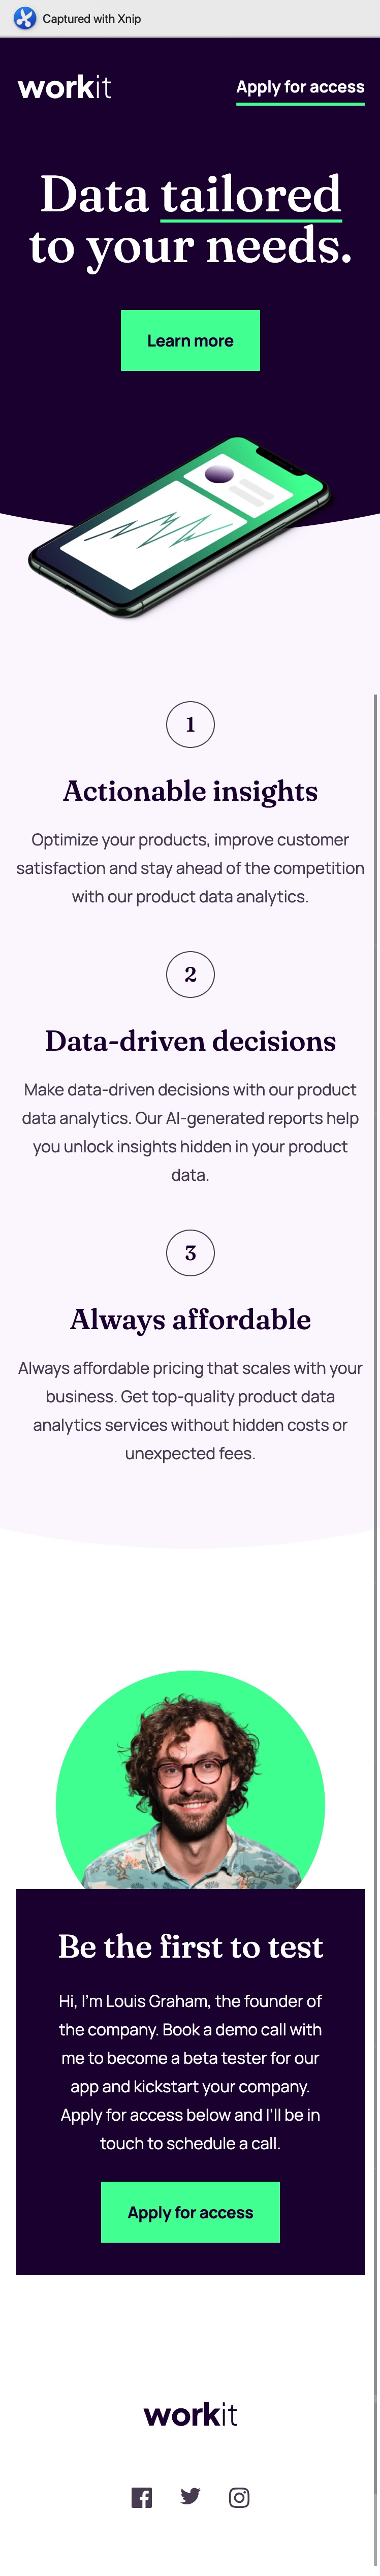 Captured with Xnip
workit
Apply for access
Data tailored
to your needs.
Learn more
1
Actionable insights
Optimize your products, improve customer
satisfaction and stay ahead of the competition
with our product data analytics.
2
Data-driven decisions
Make data-driven decisions with our product
data analytics. Our AI-generated reports help
you unlock insights hidden in your product
data.
3
Always affordable
Always affordable pricing that scales with your
business. Get top-quality product data
analytics services without hidden costs or
unexpected fees.
Be the first to test
Hi, I'm Louis Graham, the founder of
the company. Book a demo call with
me to become a beta tester for our
app and kickstart your company.
Apply for access below and I'll be in
touch to schedule a call.
Apply for access
workit